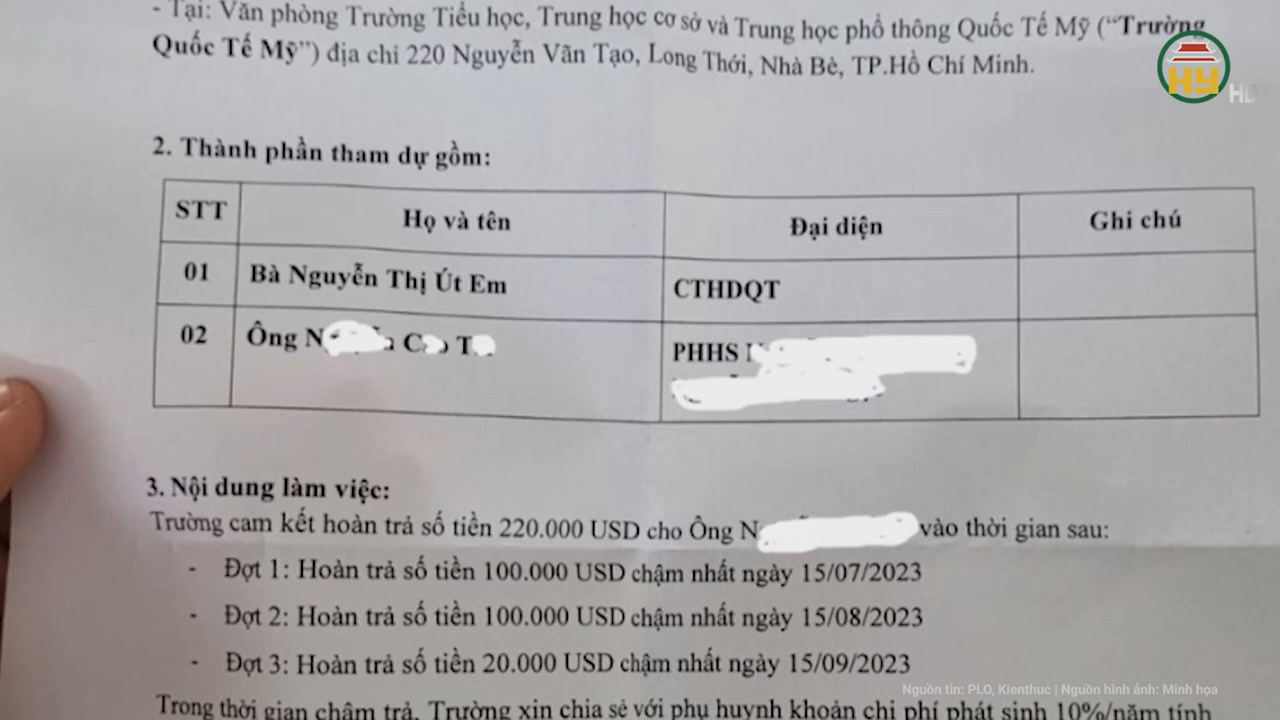 - Tại: Văn phòng Trường Tiểu học, Trung học cơ sở và Trung học phổ thông Quốc Tế Mỹ (“Trường
Quốc Tế Mỹ”) địa chỉ 220 Nguyễn Văn Tạo, Long Thới, Nhà Bè, TP.Hồ Chí Minh.
HY
HD
2. Thành phần tham dự gồm:
STT Họ và tên Đại diện Ghi chú
01 Bà Nguyễn Thị Út Em CTHDQT
02 Ông N C T PHHS
3. Nội dung làm việc:
Trường cam kết hoàn trả số tiền 220.000 USD cho Ông N vào thời gian sau:
- Đợt 1: Hoàn trả số tiền 100.000 USD chậm nhất ngày 15/07/2023
- Đợt 2: Hoàn trả số tiền 100.000 USD chậm nhất ngày 15/08/2023
- Đợt 3: Hoàn trả số tiền 20.000 USD chậm nhất ngày 15/09/2023
Nguồn tin: PLO, Kienthuc | Nguồn hình ảnh: Minh họa
Trong thời gian chậm trả, Trường xin chia sẻ với phụ huynh khoản chi phí phát sinh 10%/năm tính